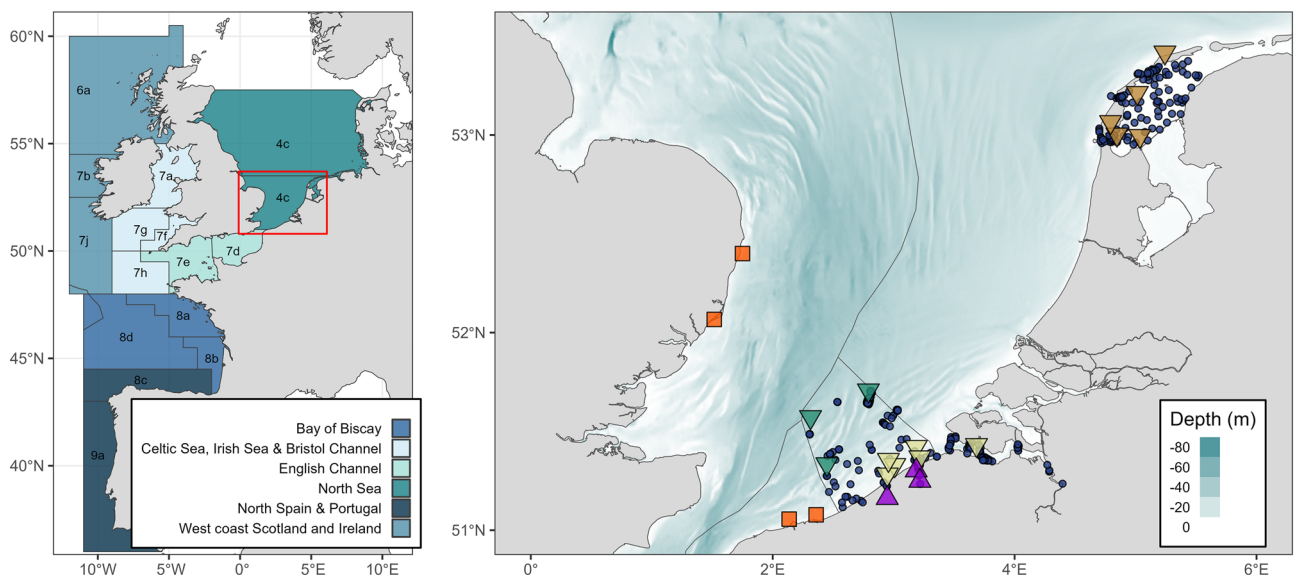 60°N
55°N
50°N
45°N
40°N
10°W
5°W
0°
5°E
10°E
6a
4c
7b
7a
4c
7g
7f
7j
7d
7e
7h
8a
8d
8b
8c
9a
Bay of Biscay
Celtic Sea, Irish Sea & Bristol Channel
English Channel
North Sea
North Spain & Portugal
West coast Scotland and Ireland
53°N
52°N
51°N
0°
2°E
4°E
6°E
Depth (m)
-80
-60
-40
-20
0